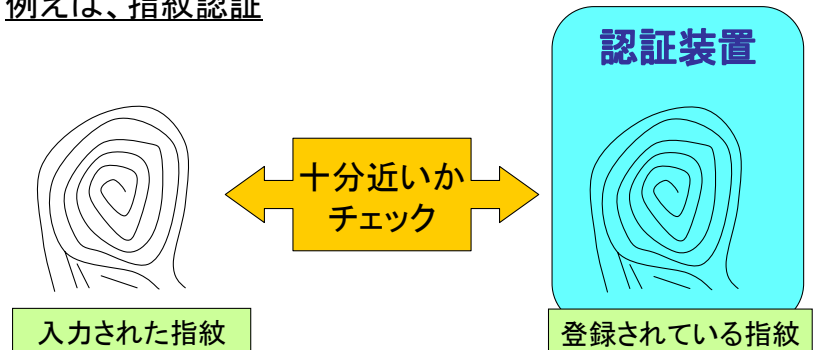 例えば、指紋認証
認証装置
十分近いか
チェック
入力された指紋
登録されている指紋